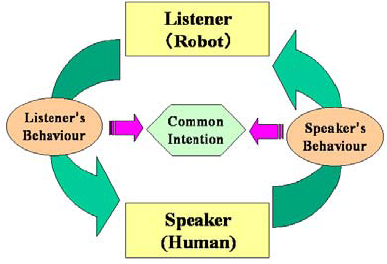 Listener
(Robot)
Listener's
Behaviour
Common
Intention
Speaker's
Behaviour
Speaker
(Human)